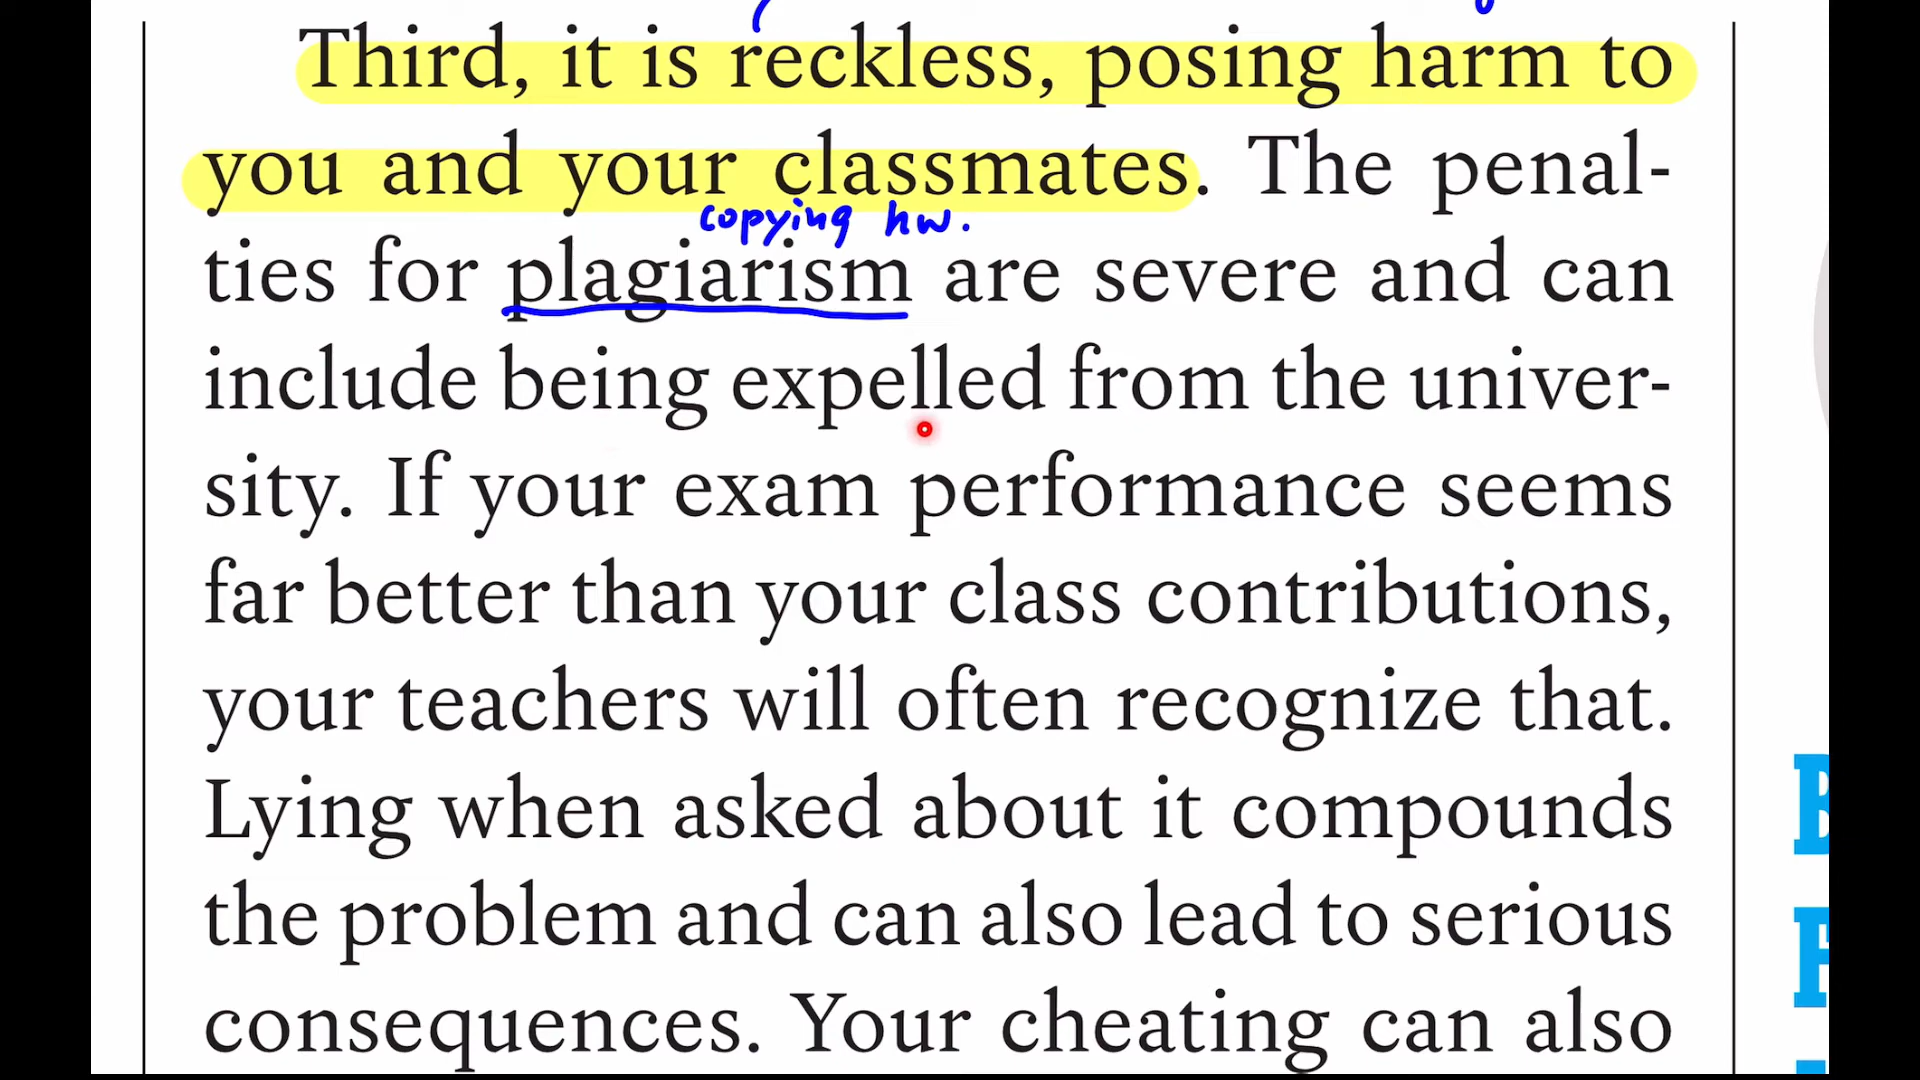 Third, it is reckless, posing harm to
you and your classmates. The penal-
copying hw.
ties for plagiarism are severe and can
include being expelled from the univer-
sity. If your exam performance seems
far better than your class contributions,
your teachers will often recognize that.
Lying when asked about it compounds
the problem and can also lead to serious
consequences. Your cheating can also